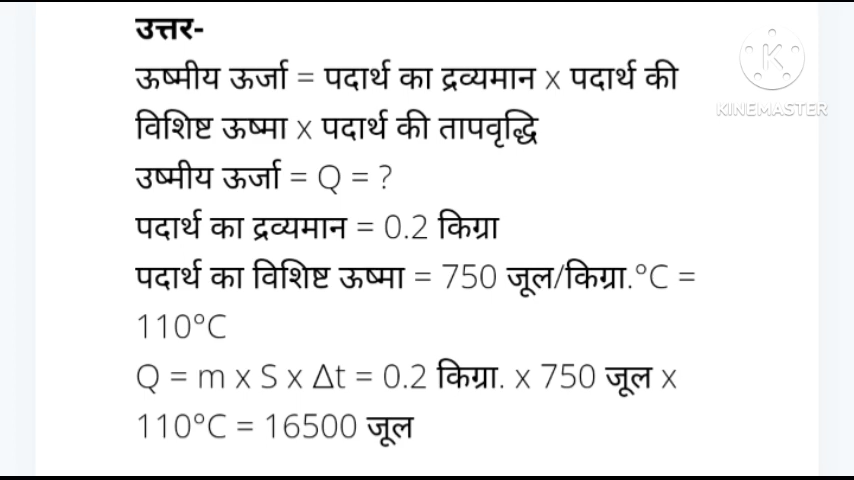 उत्तर-
ऊष्मीय ऊर्जा = पदार्थ का द्रव्यमान x पदार्थ की
विशिष्ट ऊष्मा x पदार्थ की तापवृद्धि
उष्मीय ऊर्जा = Q = ?
पदार्थ का द्रव्यमान = 0.2 किग्रा
पदार्थ का विशिष्ट ऊष्मा = 750 जूल/किग्रा.°C =
110°C
Q = m x S x Δt = 0.2 किग्रा. x 750 जूल x
110°C = 16500 जूल
KINEMASTER